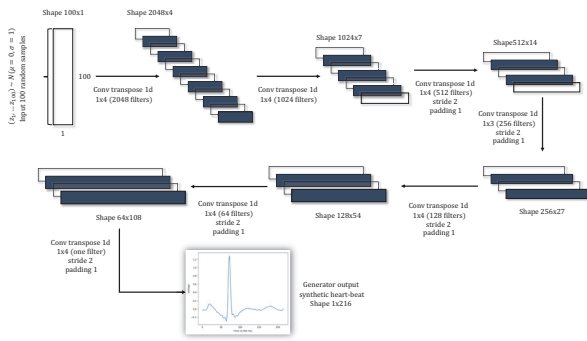 Shape 100x1
Shape 2048x4
Shape 1024x7
Shape512x14
Input 100 random samples
100
1
Conv transpose 1d
1x4 (2048 filters)
Conv transpose 1d
1x4 (1024 filters)
Conv transpose 1d
1x4 (512 filters)
stride 2
padding 1
Conv transpose 1d
1x3 (256 filters)
stride 2
padding 1
Shape 256x27
Conv transpose 1d
1x4 (128 filters)
stride 2
padding 1
Shape 128x54
Conv transpose 1d
1x4 (64 filters)
stride 2
padding 1
Shape 64x108
Conv transpose 1d
1x4 (one filter)
stride 2
padding 1
Generator output
synthetic heart-beat
Shape 1x216